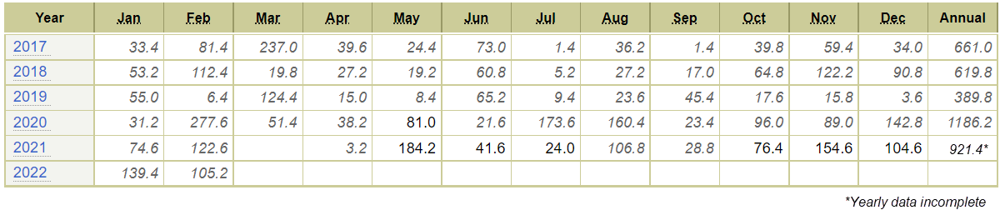 Year Jan Feb Mar Apr May Jun Jul Aug Sep Oct Nov Dec Annual
2017 33.4 81.4 237.0 39.6 24.4 73.0 1.4 36.2 1.4 39.8 59.4 34.0 661.0
2018 53.2 112.4 19.8 27.2 19.2 60.8 5.2 27.2 17.0 64.8 122.2 90.8 619.8
2019 55.0 6.4 124.4 15.0 8.4 65.2 9.4 23.6 45.4 17.6 15.8 3.6 389.8
2020 31.2 277.6 51.4 38.2 81.0 21.6 173.6 160.4 23.4 96.0 89.0 142.8 1186.2
2021 74.6 122.6 3.2 184.2 41.6 24.0 106.8 28.8 76.4 154.6 104.6 921.4*
2022 139.4 105.2
*Yearly data incomplete